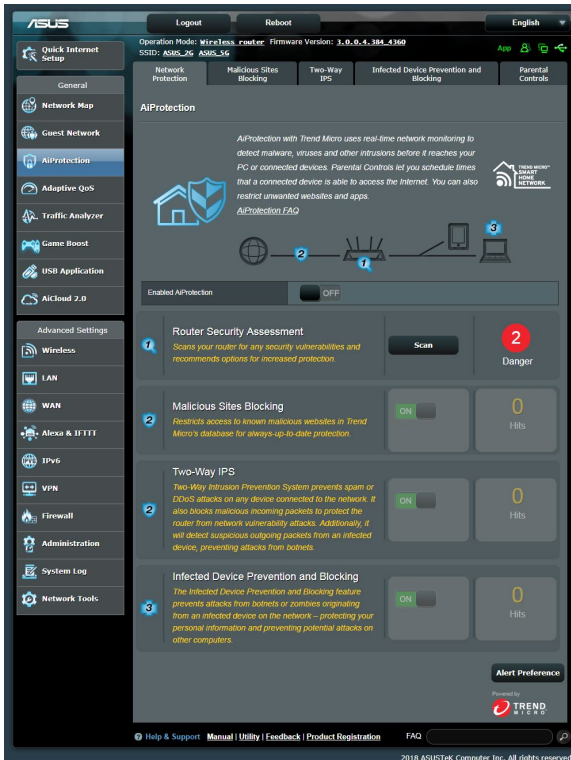 ASUS
Logout
Reboot
English
Quick Internet
Setup
Operation Mode: Wireless router Firmware Version: 3.0.0.4.384_4360
SSID: ASUS_2G ASUS_5G
App
General
Network Map
Guest Network
AiProtection
Adaptive QoS
Traffic Analyzer
Game Boost
USB Application
AiCloud 2.0
Advanced Settings
Wireless
LAN
WAN
Alexa & IFTTT
IPv6
VPN
Firewall
Administration
System Log
Network Tools
Network
Protection
Malicious Sites
Blocking
Two-Way
IPS
Infected Device Prevention and
Blocking
Parental
Controls
AiProtection
AiProtection with Trend Micro uses real-time network monitoring to
detect malware, viruses and other intrusions before it reaches your
PC or connected devices. Parental Controls let you schedule times
that a connected device is able to access the Internet. You can also
restrict unwanted websites and apps.
AiProtection FAQ
TREND MICRO™
SMART
HOME
NETWORK
2
1
3
Enabled AiProtection
OFF
1
Router Security Assessment
Scans your router for any security vulnerabilities and
recommends options for increased protection.
Scan
2
Danger
2
Malicious Sites Blocking
Restricts access to known malicious websites in Trend
Micro's database for always-up-to-date protection.
ON
0
Hits
2
Two-Way IPS
Two-Way Intrusion Prevention System prevents spam or
DDoS attacks on any device connected to the network. It
also blocks malicious incoming packets to protect the
router from network vulnerability attacks. Additionally, it
will detect suspicious outgoing packets from an infected
device, preventing attacks from botnets.
ON
0
Hits
3
Infected Device Prevention and Blocking
The Infected Device Prevention and Blocking feature
prevents attacks from botnets or zombies originating
from an infected device on the network – protecting your
personal information and preventing potential attacks on
other computers.
ON
0
Hits
Alert Preference
Powered by
TREND
MICRO
Help & Support Manual | Utility | Feedback | Product Registration
FAQ
2018 ASUSTeK Computer Inc. All rights reserved